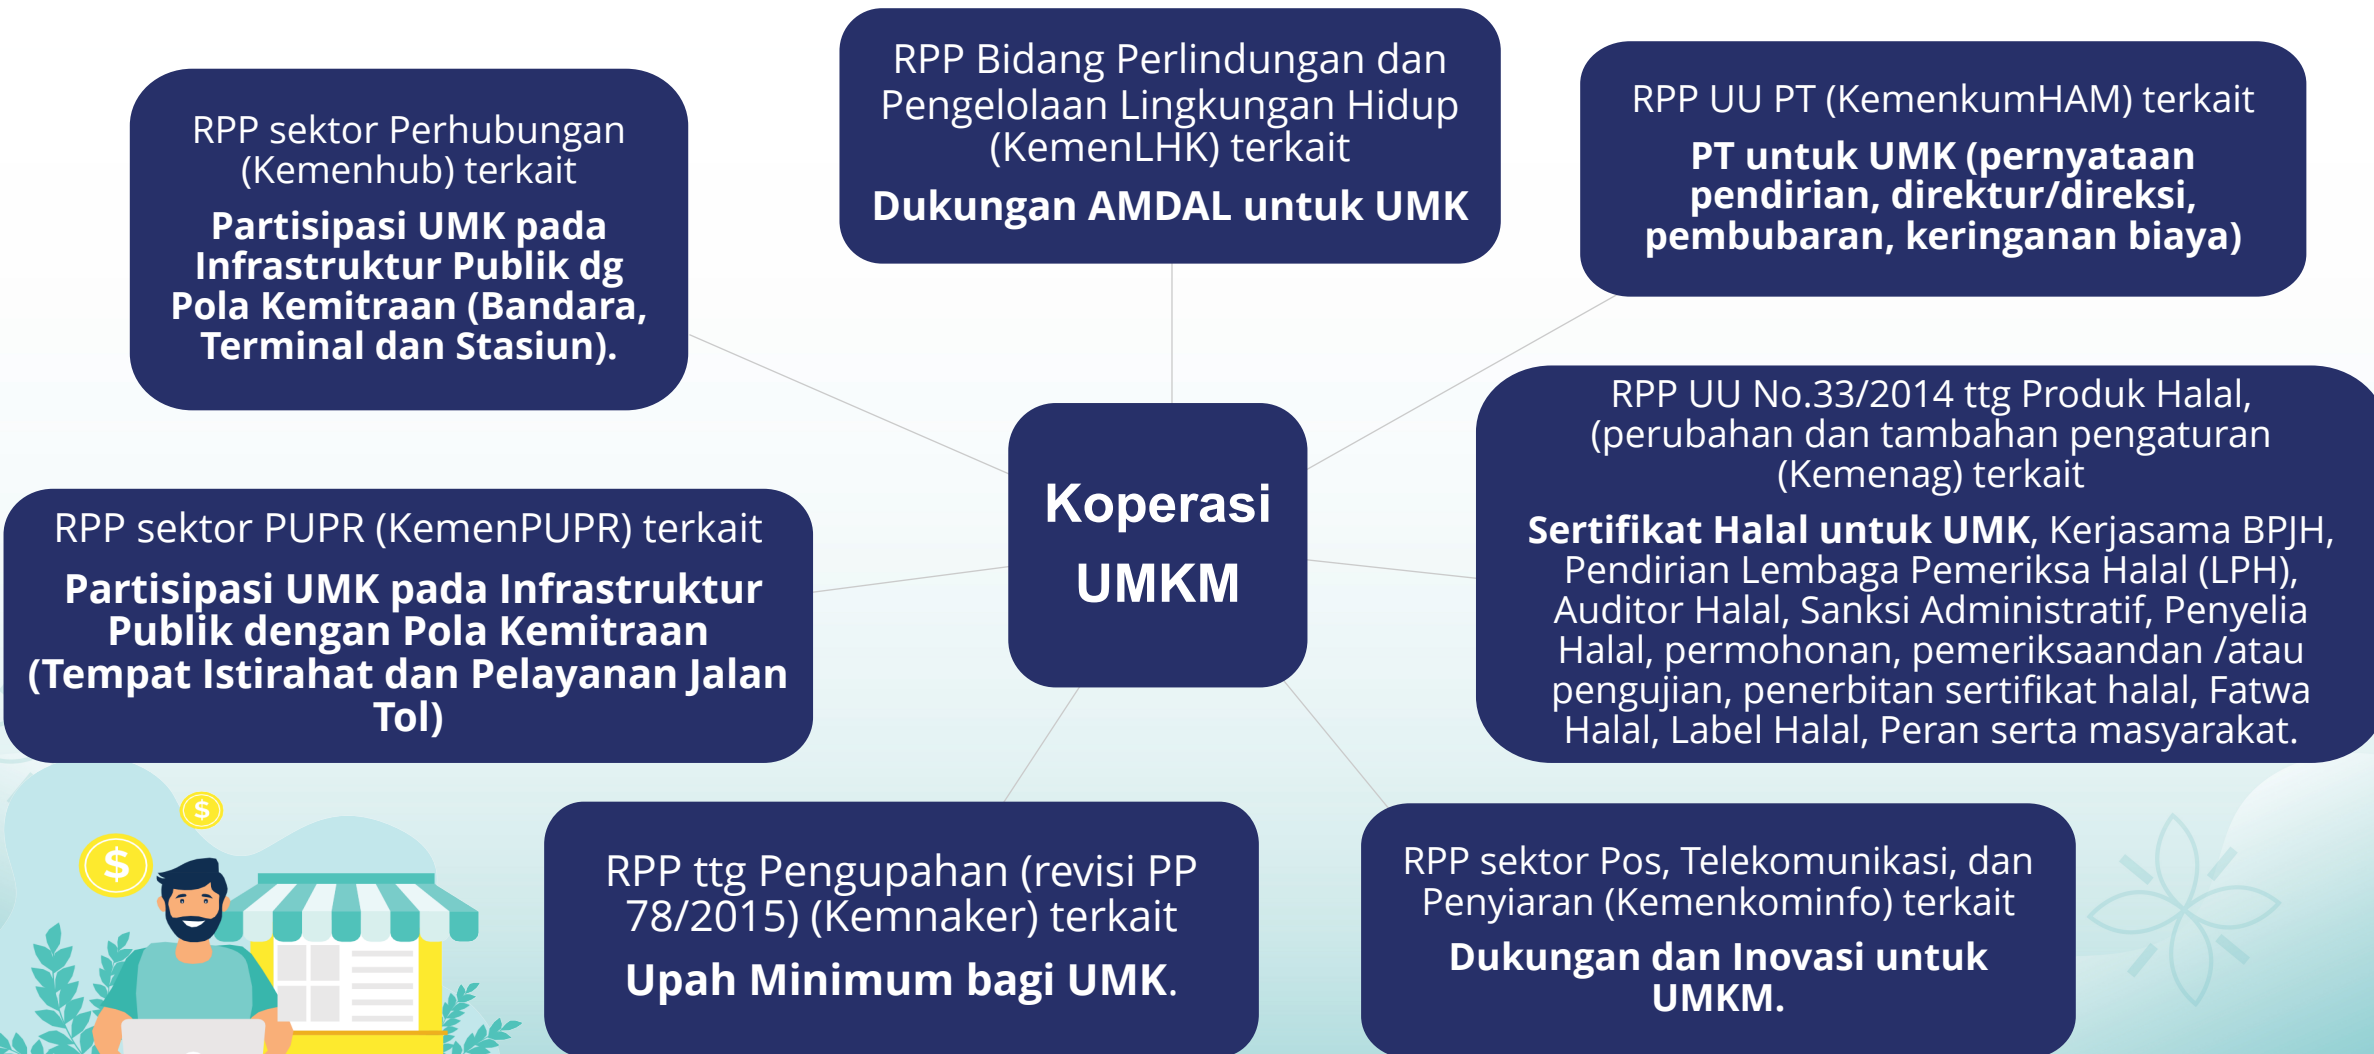 RPP sektor Perhubungan
(Kemenhub) terkait
Partisipasi UMK pada
Infrastruktur Publik dg
Pola Kemitraan (Bandara,
Terminal dan Stasiun).
RPP Bidang Perlindungan dan
Pengelolaan Lingkungan Hidup
(KemenLHK) terkait
Dukungan AMDAL untuk UMK
RPP UU PT (KemenkumHAM) terkait
PT untuk UMK (pernyataan
pendirian, direktur/direksi,
pembubaran, keringanan biaya)
RPP sektor PUPR (KemenPUPR) terkait
Partisipasi UMK pada Infrastruktur
Publik dengan Pola Kemitraan
(Tempat Istirahat dan Pelayanan Jalan
Tol)
Koperasi
UMKM
RPP UU No.33/2014 ttg Produk Halal,
(perubahan dan tambahan pengaturan
(Kemenag) terkait
Sertifikat Halal untuk UMK, Kerjasama BPJH,
Pendirian Lembaga Pemeriksa Halal (LPH),
Auditor Halal, Sanksi Administratif, Penyelia
Halal, permohonan, pemeriksaandan /atau
pengujian, penerbitan sertifikat halal, Fatwa
Halal, Label Halal, Peran serta masyarakat.
$
$
RPP ttg Pengupahan (revisi PP
78/2015) (Kemnaker) terkait
Upah Minimum bagi UMK.
RPP sektor Pos, Telekomunikasi, dan
Penyiaran (Kemenkominfo) terkait
Dukungan dan Inovasi untuk
UMKM.